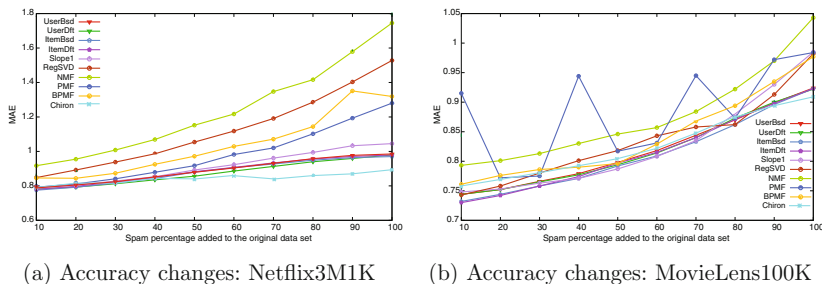 1.8
1.6
1.4
1.2
1
0.8
0.6
MAE
UserBsd
UserDft
ItemBsd
ItemDft
Slope1
RegSVD
NMF
PMF
BPMF
Chiron
10 20 30 40 50 60 70 80 90 100
Spam percentage added to the original data set
(a) Accuracy changes: Netflix3M1K
1.05
1
0.95
0.9
0.85
0.8
0.75
0.7
MAE
UserBsd
UserDft
ItemBsd
ItemDft
Slope1
RegSVD
NMF
PMF
BPMF
Chiron
10 20 30 40 50 60 70 80 90 100
Spam percentage added to the original data set
(b) Accuracy changes: MovieLens100K